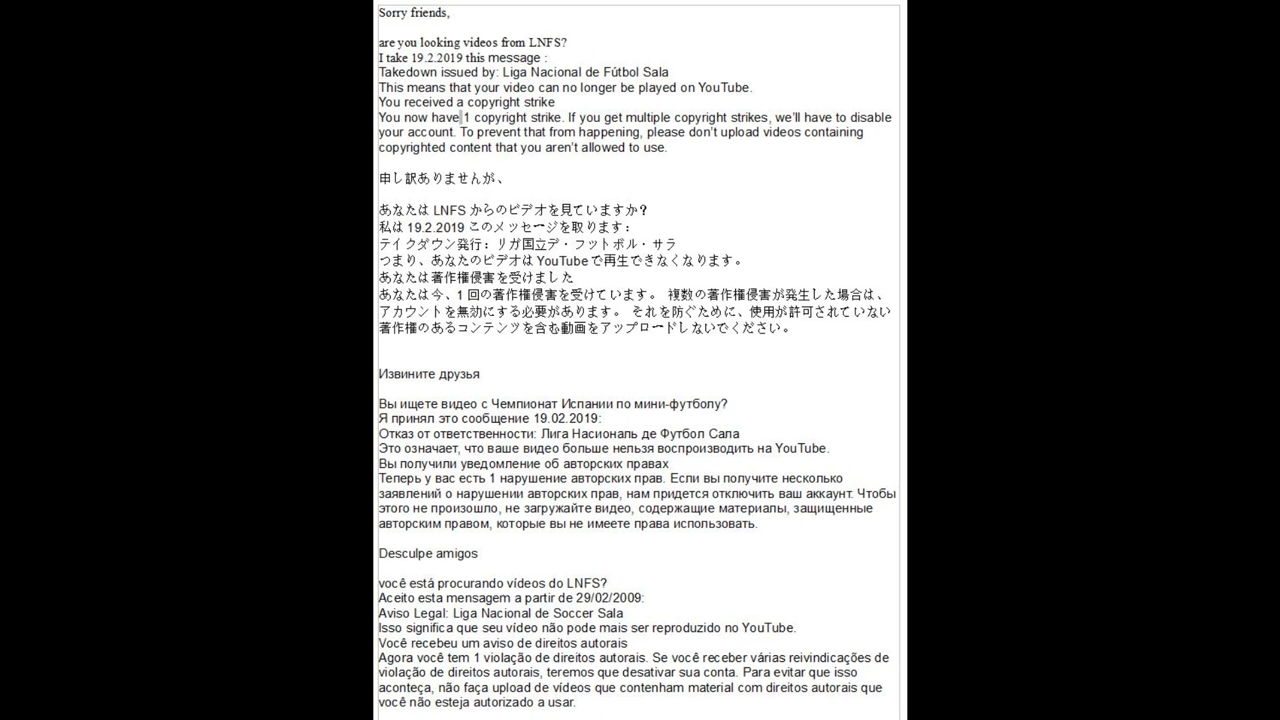 Sorry friends,
are you looking videos from LNFS?
I take 19.2.2019 this message :
Takedown issued by: Liga Nacional de Fútbol Sala
This means that your video can no longer be played on YouTube.
You received a copyright strike
You now have 1 copyright strike. If you get multiple copyright strikes, we'll have to disable
your account. To prevent that from happening, please don't upload videos containing
copyrighted content that you aren't allowed to use.
申し訳ありませんが、
あなたは LNFS からのビデオを見ていますか?
私は 19.2.2019 このメッセージを取ります:
テイクダウン発行: リガ国立デ・フットボル・サラ
つまり、あなたのビデオは YouTube で再生できなくなります。
あなたは著作権侵害を受けました
あなたは今、1 回の著作権侵害を受けています。 複数の著作権侵害が発生した場合は、
アカウントを無効にする必要があります。 それを防ぐために、使用が許可されていない
著作権のあるコンテンツを含む動画をアップロードしないでください。
Извините друзья
Вы ищете видео с Чемпионат Испании по мини-футболу?
Я принял это сообщение 19.02.2019:
Отказ от ответственности: Лига Насиональ де Футбол Сала
Это означает, что ваше видео больше нельзя воспроизводить на YouTube.
Вы получили уведомление об авторских правах
Теперь у вас есть 1 нарушение авторских прав. Если вы получите несколько
заявлений о нарушении авторских прав, нам придется отключить ваш аккаунт. Чтобы
этого не произошло, не загружайте видео, содержащие материалы, защищенные
авторским правом, которые вы не имеете права использовать.
Desculpe amigos
você está procurando vídeos do LNFS?
Aceito esta mensagem a partir de 29/02/2009:
Aviso Legal: Liga Nacional de Soccer Sala
Isso significa que seu vídeo não pode mais ser reproduzido no YouTube.
Você recebeu um aviso de direitos autorais
Agora você tem 1 violação de direitos autorais. Se você receber várias reivindicações de
violação de direitos autorais, teremos que desativar sua conta. Para evitar que isso
aconteça, não faça upload de vídeos que contenham material com direitos autorais que
você não esteja autorizado a usar.